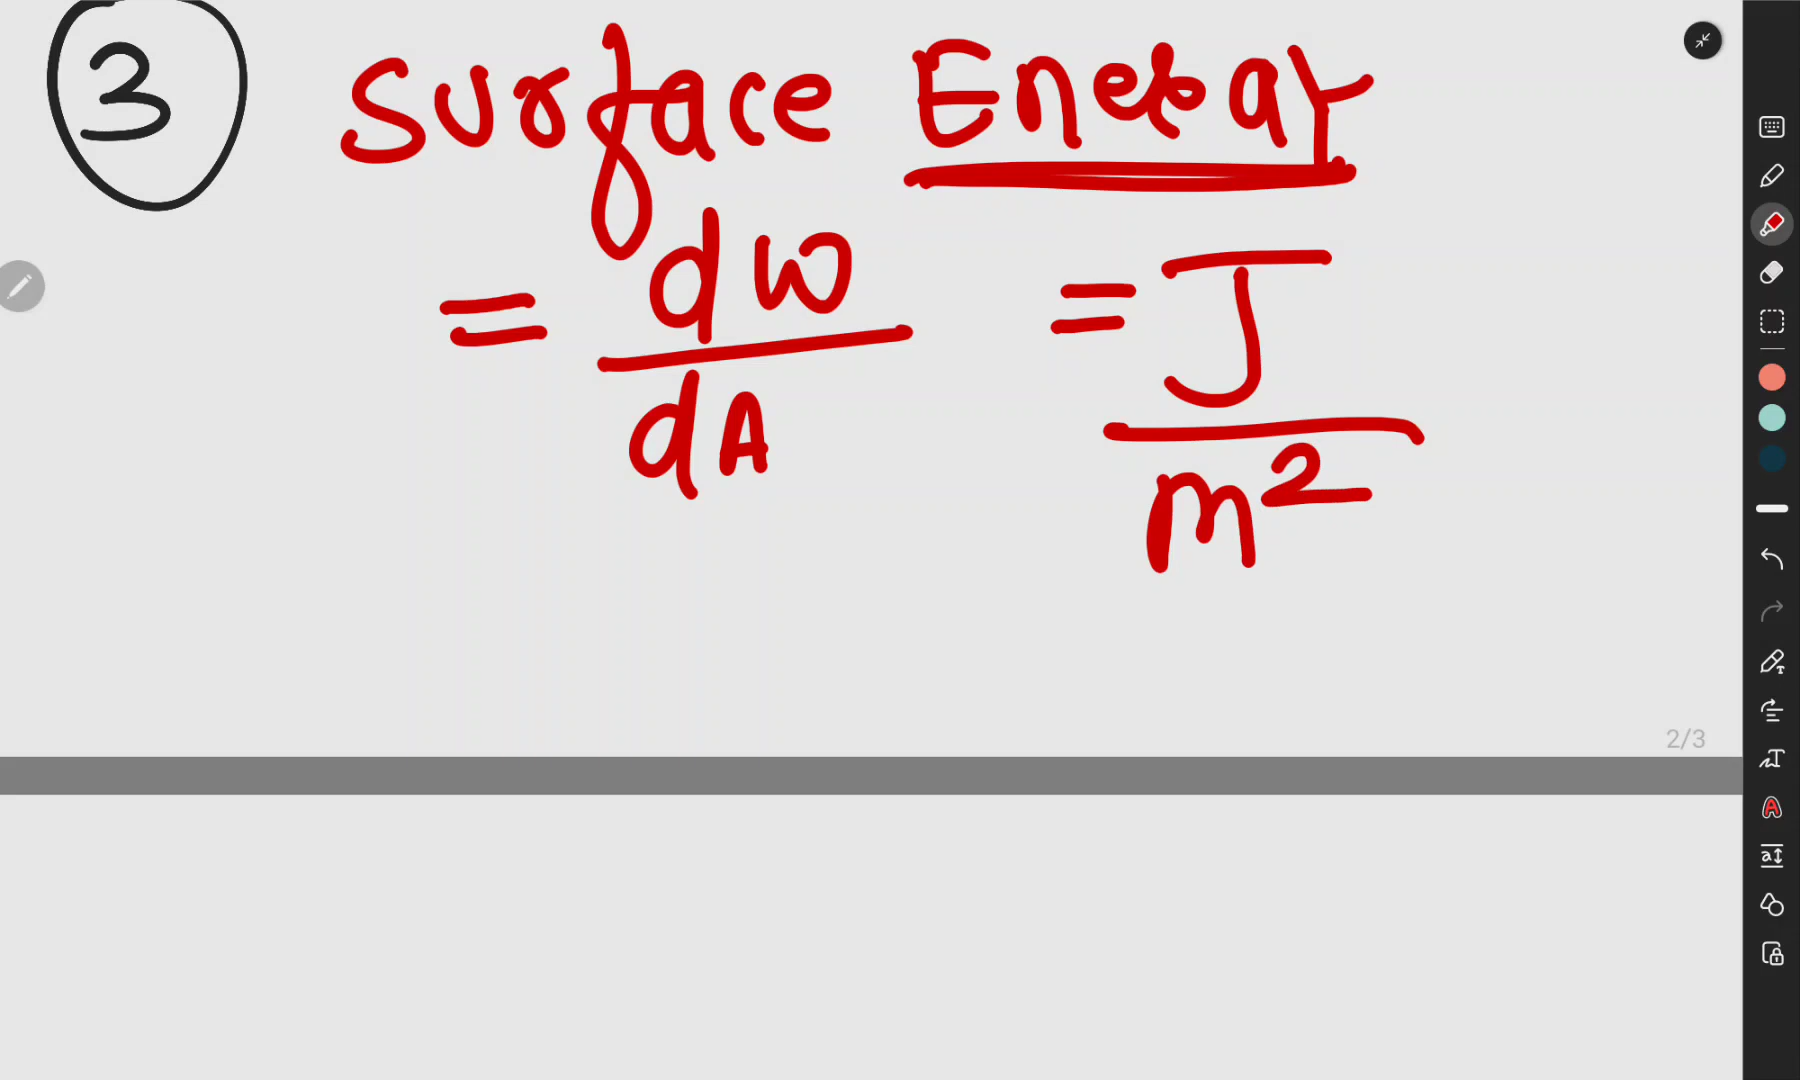 3 Surface Energy
= dW/dA = J/m²
2/3